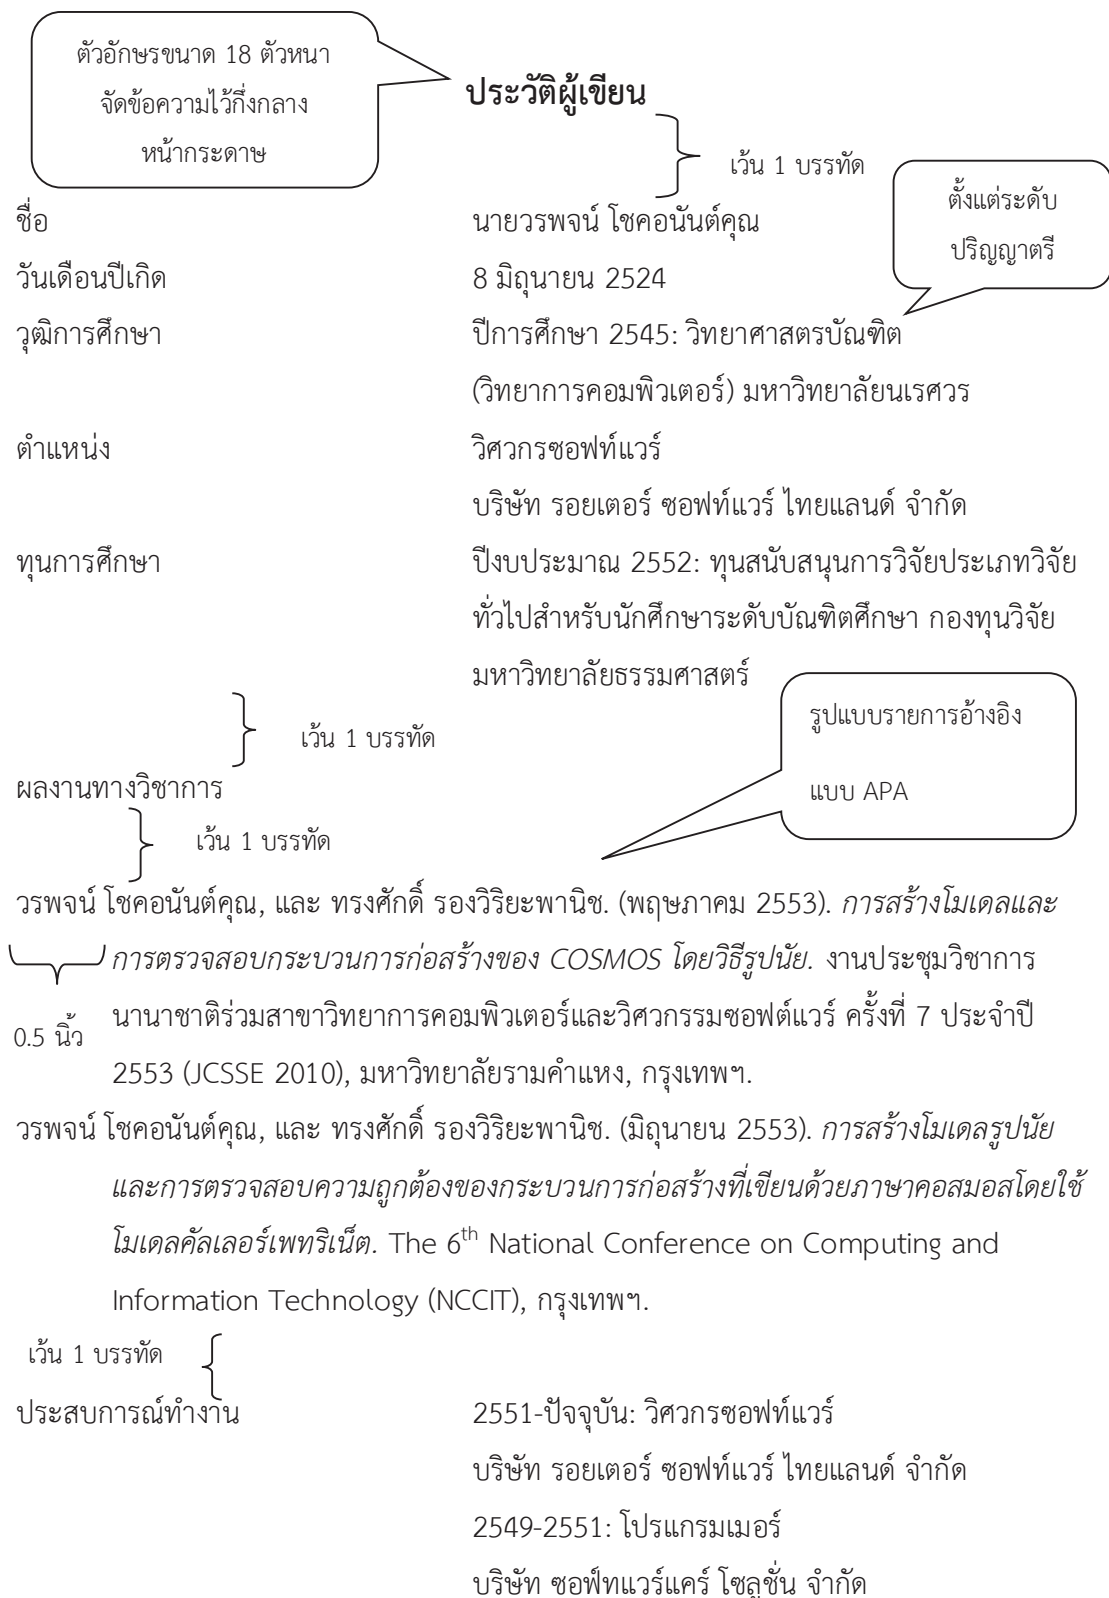 ตัวอักษรขนาด 18 ตัวหนา
จัดข้อความไว้กึ่งกลาง
หน้ากระดาษ
ประวัติผู้เขียน
เว้น 1 บรรทัด
ตั้งแต่ระดับ
ปริญญาตรี
ชื่อ นายวรพจน์ โชคอนันต์คุณ
วันเดือนปีเกิด 8 มิถุนายน 2524
วุฒิการศึกษา ปีการศึกษา 2545: วิทยาศาสตรบัณฑิต
(วิทยาการคอมพิวเตอร์) มหาวิทยาลัยนเรศวร
ตำแหน่ง วิศวกรซอฟท์แวร์
บริษัท รอยเตอร์ ซอฟท์แวร์ ไทยแลนด์ จำกัด
ทุนการศึกษา ปีงบประมาณ 2552: ทุนสนับสนุนการวิจัยประเภทวิจัย
ทั่วไปสำหรับนักศึกษาระดับบัณฑิตศึกษา กองทุนวิจัย
มหาวิทยาลัยธรรมศาสตร์
รูปแบบรายการอ้างอิง
แบบ APA
เว้น 1 บรรทัด
ผลงานทางวิชาการ
เว้น 1 บรรทัด
วรพจน์ โชคอนันต์คุณ, และ ทรงศักดิ์ รองวิริยะพานิช. (พฤษภาคม 2553). การสร้างโมเดลและ
การตรวจสอบกระบวนการก่อสร้างของ COSMOS โดยวิธีรูปนัย. งานประชุมวิชาการ
นานาชาติร่วมสาขาวิทยาการคอมพิวเตอร์และวิศวกรรมซอฟต์แวร์ ครั้งที่ 7 ประจำปี
0.5 นิ้ว
2553 (JCSSE 2010), มหาวิทยาลัยรามคำแหง, กรุงเทพฯ.
วรพจน์ โชคอนันต์คุณ, และ ทรงศักดิ์ รองวิริยะพานิช. (มิถุนายน 2553). การสร้างโมเดลรูปนัย
และการตรวจสอบความถูกต้องของกระบวนการก่อสร้างที่เขียนด้วยภาษาคอสมอสโดยใช้
โมเดลคัลเลอร์เพทริเน็ต. The 6th National Conference on Computing and
Information Technology (NCCIT), กรุงเทพฯ.
เว้น 1 บรรทัด
ประสบการณ์ทำงาน 2551-ปัจจุบัน: วิศวกรซอฟท์แวร์
บริษัท รอยเตอร์ ซอฟท์แวร์ ไทยแลนด์ จำกัด
2549-2551: โปรแกรมเมอร์
บริษัท ซอฟ์ทแวร์แคร์ โซลูชั่น จำกัด